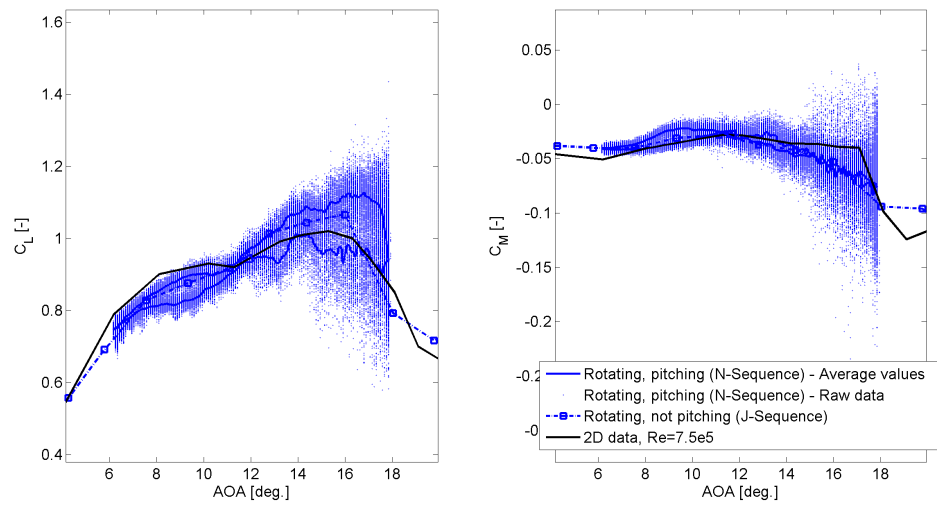 1.6
1.4
1.2
1
0.8
0.6
0.4
C_L [-]
6 8 10 12 14 16 18
AOA [deg.]
0.05
0
-0.05
-0.1
-0.15
-0.2
-0.2
-0.
C_M [-]
Rotating, pitching (N-Sequence) - Average values
Rotating, pitching (N-Sequence) - Raw data
Rotating, not pitching (J-Sequence)
2D data, Re=7.5e5
6 8 10 12 14 16 18
AOA [deg.]